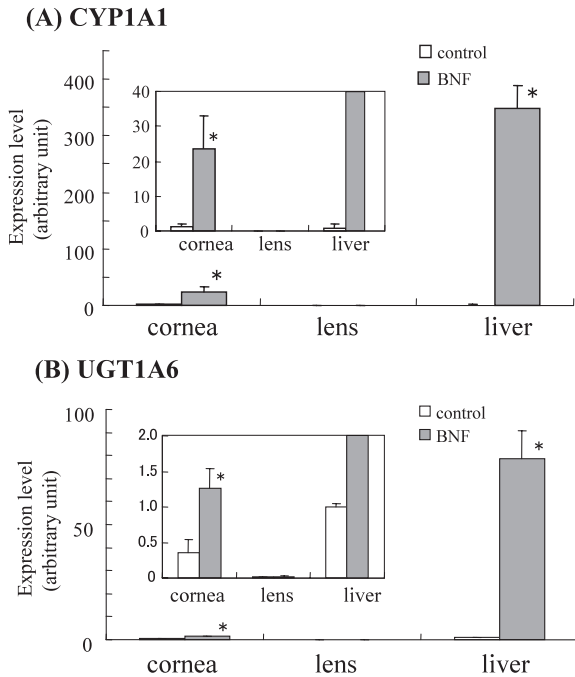 (A) CYP1A1
control
BNF
Expression level
(arbitrary unit)
400
300
200
100
0
40
30
20
10
0
*
cornea lens liver
*
*
cornea lens liver
(B) UGT1A6
control
BNF
Expression level
(arbitrary unit)
100
50
0
2.0
1.5
1.0
0.5
0
*
cornea lens liver
*
*
cornea lens liver